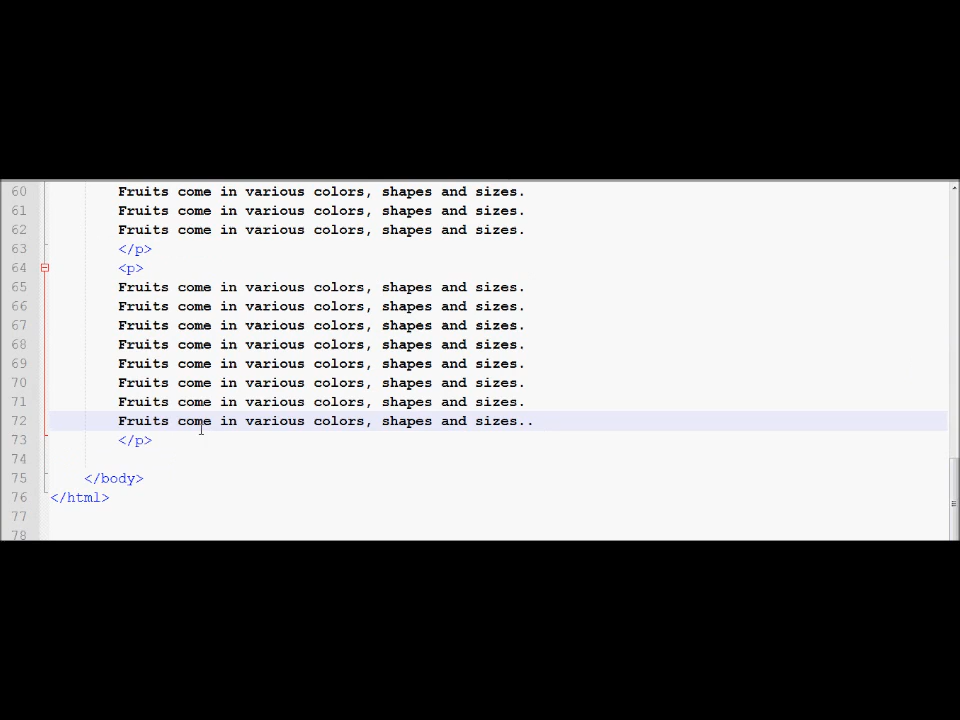 60 Fruits come in various colors, shapes and sizes.
61 Fruits come in various colors, shapes and sizes.
62 Fruits come in various colors, shapes and sizes.
63 </p>
64 <p>
65 Fruits come in various colors, shapes and sizes.
66 Fruits come in various colors, shapes and sizes.
67 Fruits come in various colors, shapes and sizes.
68 Fruits come in various colors, shapes and sizes.
69 Fruits come in various colors, shapes and sizes.
70 Fruits come in various colors, shapes and sizes.
71 Fruits come in various colors, shapes and sizes.
72 Fruits come in various colors, shapes and sizes..
73 </p>
74
75 </body>
76 </html>
77
78